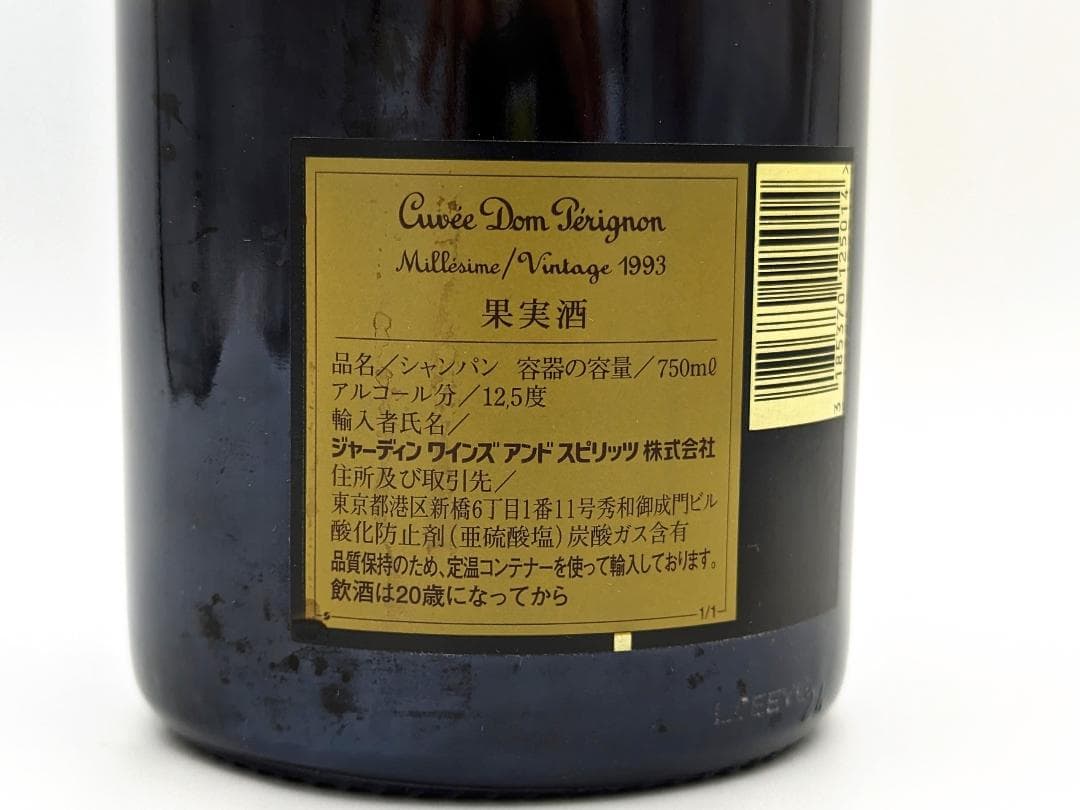 Cuvée Dom Pérignon
Millésime/Vintage 1993
果実酒
品名/シャンパン 容器の容量/750mℓ
アルコール分/12,5度
輸入者氏名/
ジャーディン ワインズ アンド スピリッツ 株式会社
住所及び取引先/
東京都港区新橋6丁目1番11号秀和御成門ビル
酸化防止剤(亜硫酸塩)炭酸ガス含有
品質保持のため、定温コンテナーを使って輸入しております。
飲酒は20歳になってから
1/1
3 185370 125014 >